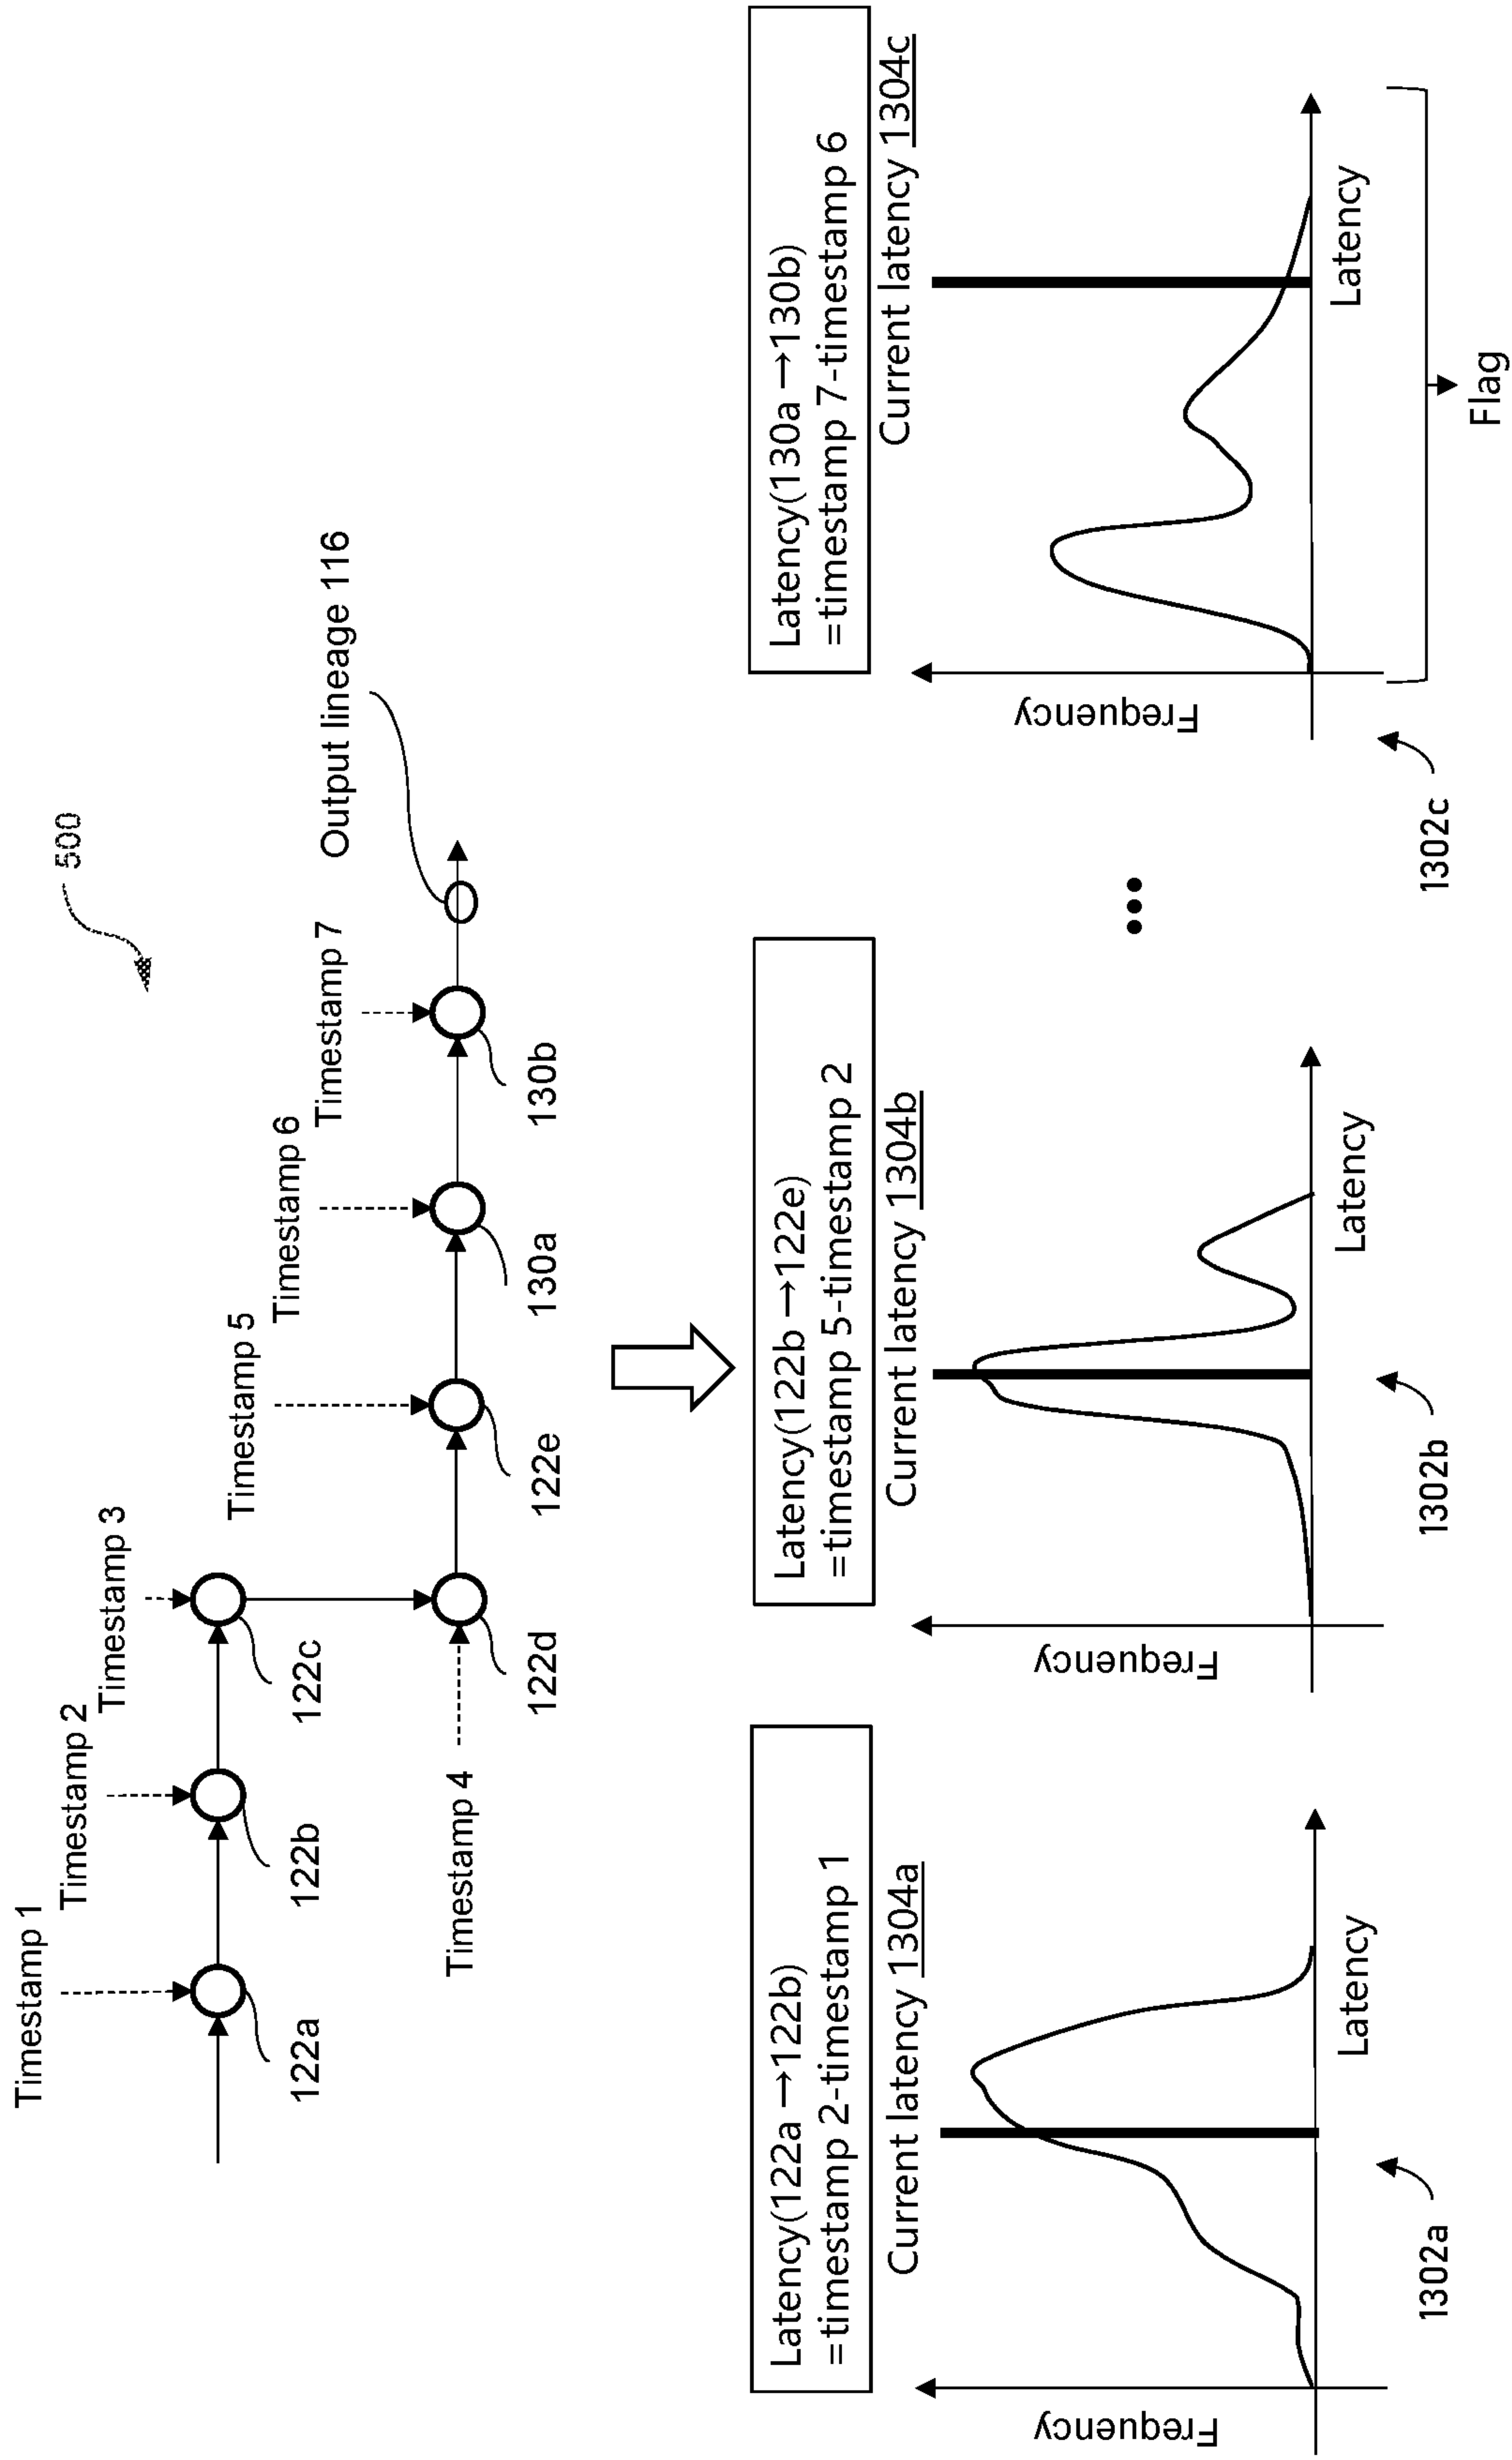 500
Timestamp 1
Timestamp 2
Timestamp 3
Timestamp 5
Timestamp 6
Timestamp 7
Output lineage 116
122a
122b
122c
Timestamp 4
122d
122e
130a
130b
Latency(122a→122b)
=timestamp 2-timestamp 1
Current latency 1304a
Frequency
Latency
1302a
Latency(122b→122e)
=timestamp 5-timestamp 2
Current latency 1304b
Frequency
Latency
1302b
•••
Latency(130a→130b)
=timestamp 7-timestamp 6
Current latency 1304c
Frequency
Latency
1302c
Flag